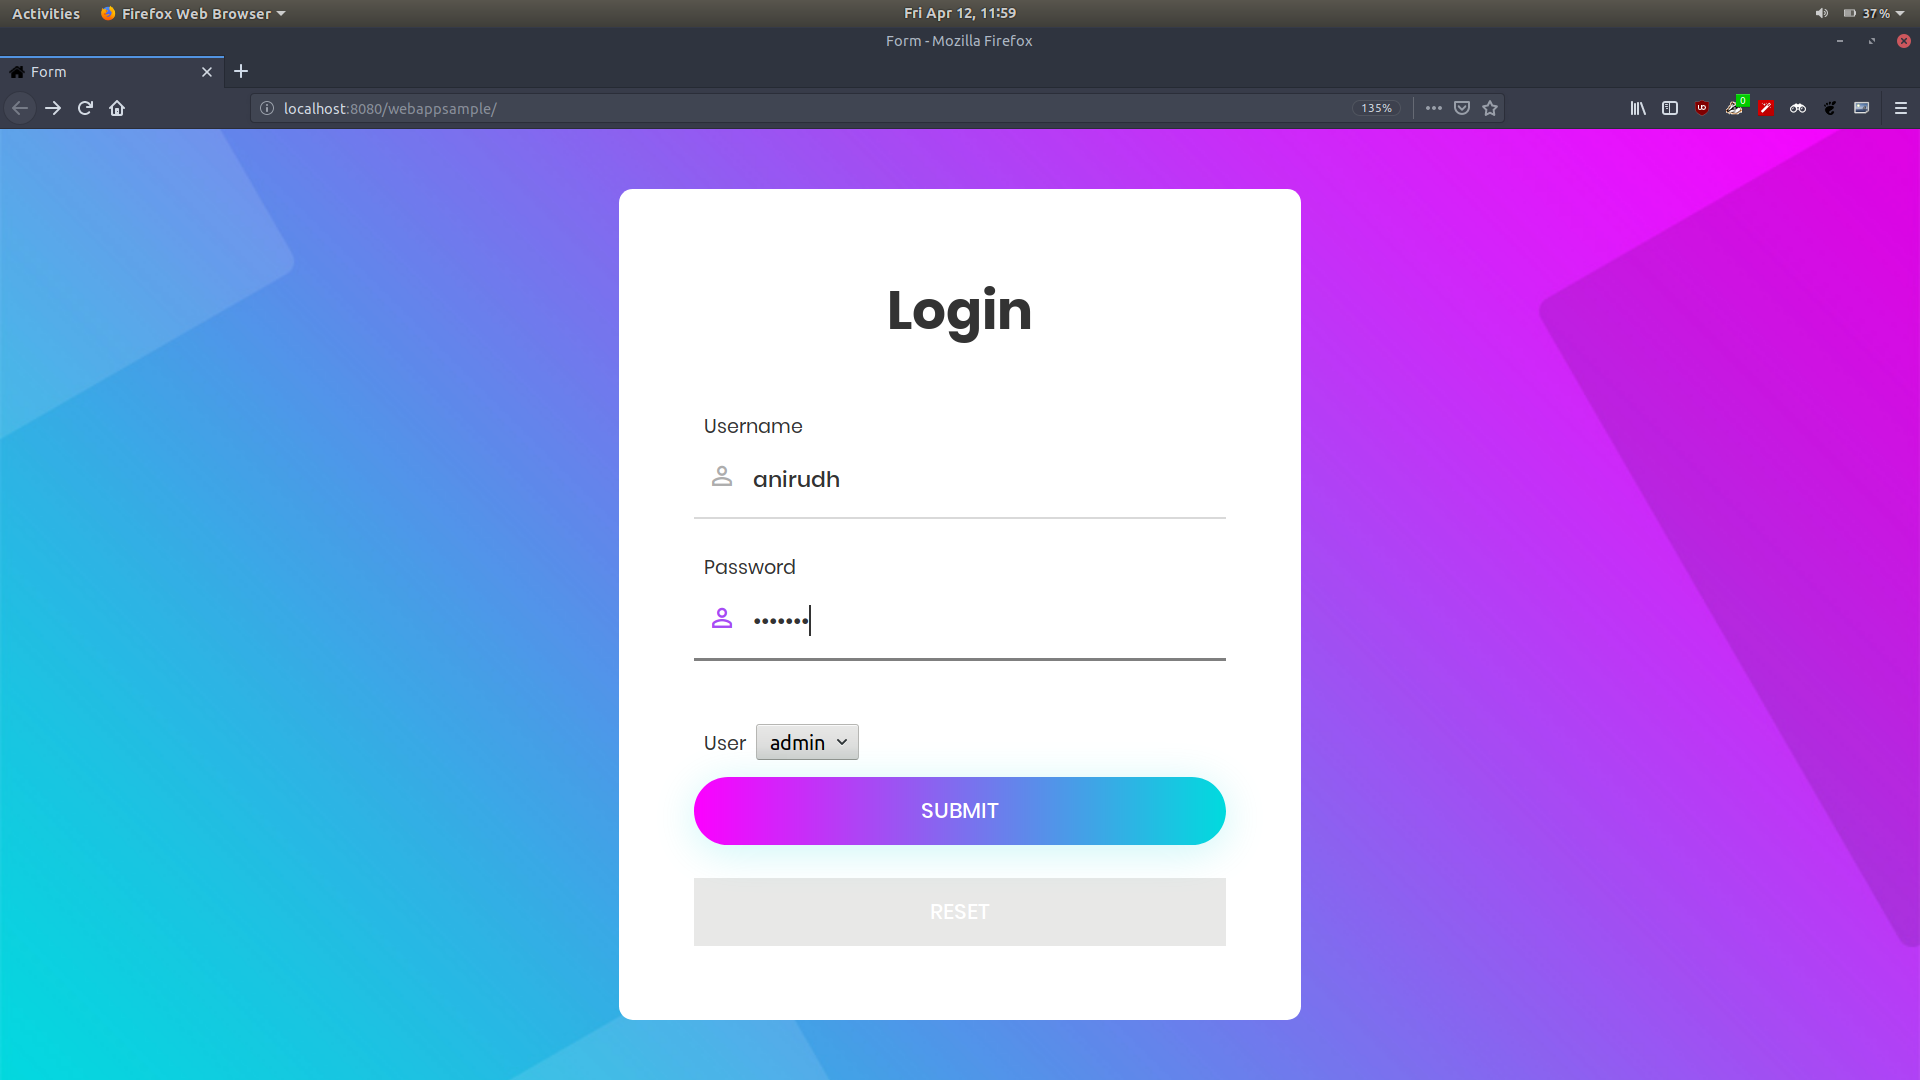 Activities Firefox Web Browser Fri Apr 12, 11:59 37%
Form - Mozilla Firefox
Form
localhost:8080/webappsample/ 135% 0
Login
Username
anirudh
Password
•••••••
User admin
SUBMIT
RESET